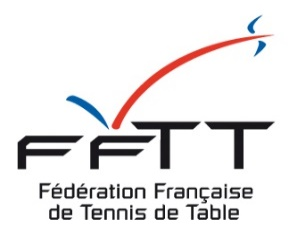 FFTT
Fédération Française
de Tennis de Table